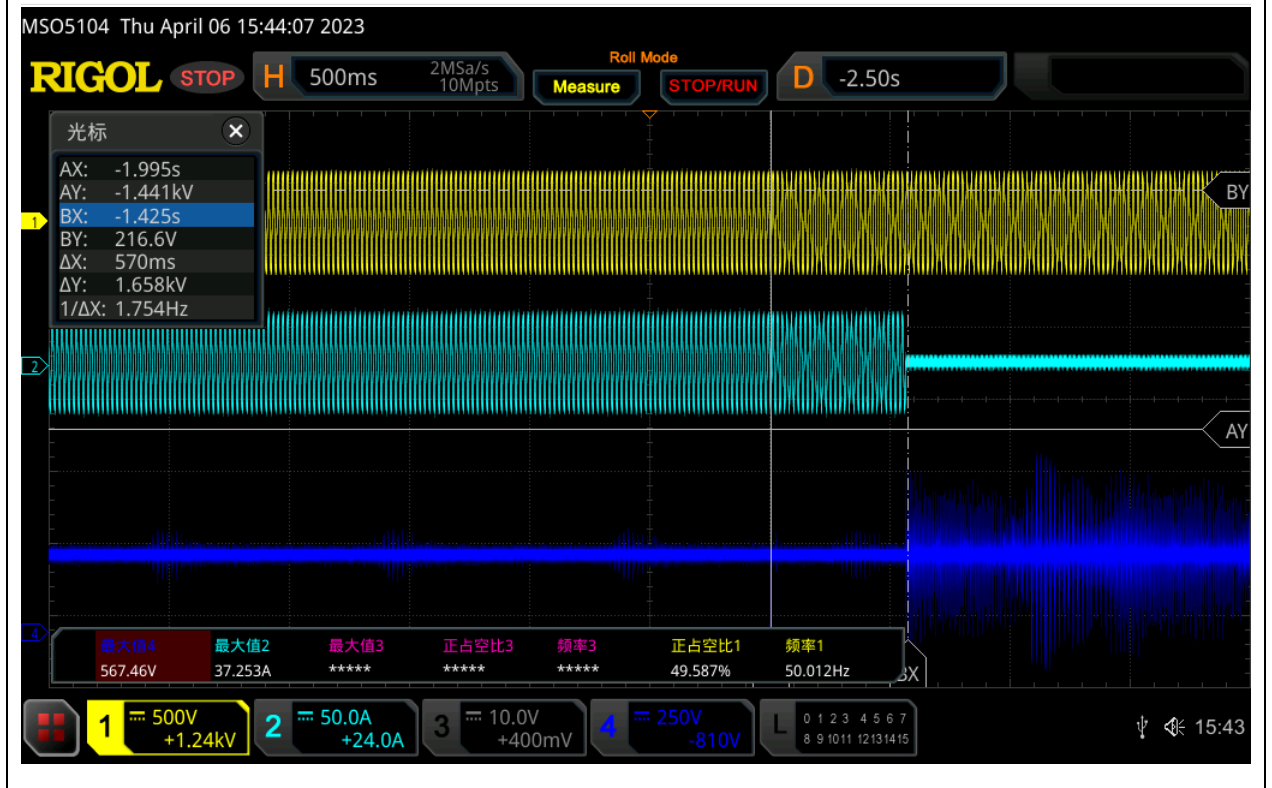 MSO5104 Thu April 06 15:44:07 2023
Roll Mode
RIGOL STOP H 500ms 2MSa/s 10Mpts Measure STOP/RUN D -2.50s
光标
AX: -1.995s
AY: -1.441kV
BX: -1.425s
BY: 216.6V
ΔX: 570ms
ΔY: 1.658kV
1/ΔX: 1.754Hz
BY
1
2
AY
4
最大值4 最大值2 最大值3 正占空比3 频率3 正占空比1 频率1
567.46V 37.253A ***** ***** ***** 49.587% 50.012Hz
BX
1 500V +1.24kV
2 50.0A +24.0A
3 10.0V +400mV
4 250V -810V
L 0 1 2 3 4 5 6 7
8 9 10 11 12 13 14 15
15:43